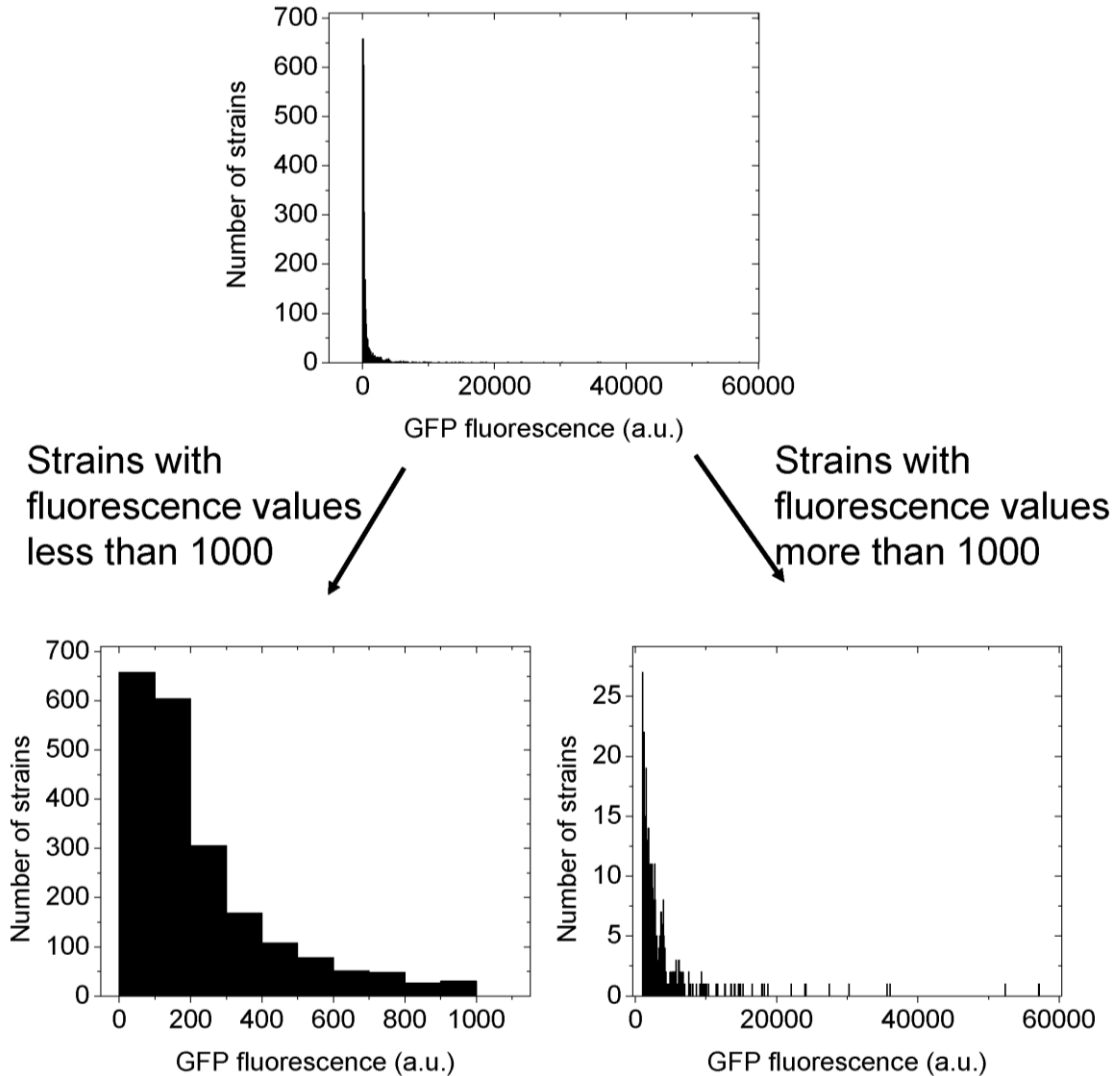 700
600
500
400
300
200
100
0
Number of strains
0 20000 40000 60000
GFP fluorescence (a.u.)
Strains with
fluorescence values
less than 1000
Strains with
fluorescence values
more than 1000
700
600
500
400
300
200
100
0
Number of strains
0 200 400 600 800 1000
GFP fluorescence (a.u.)
25
20
15
10
5
0
Number of strains
0 20000 40000 60000
GFP fluorescence (a.u.)